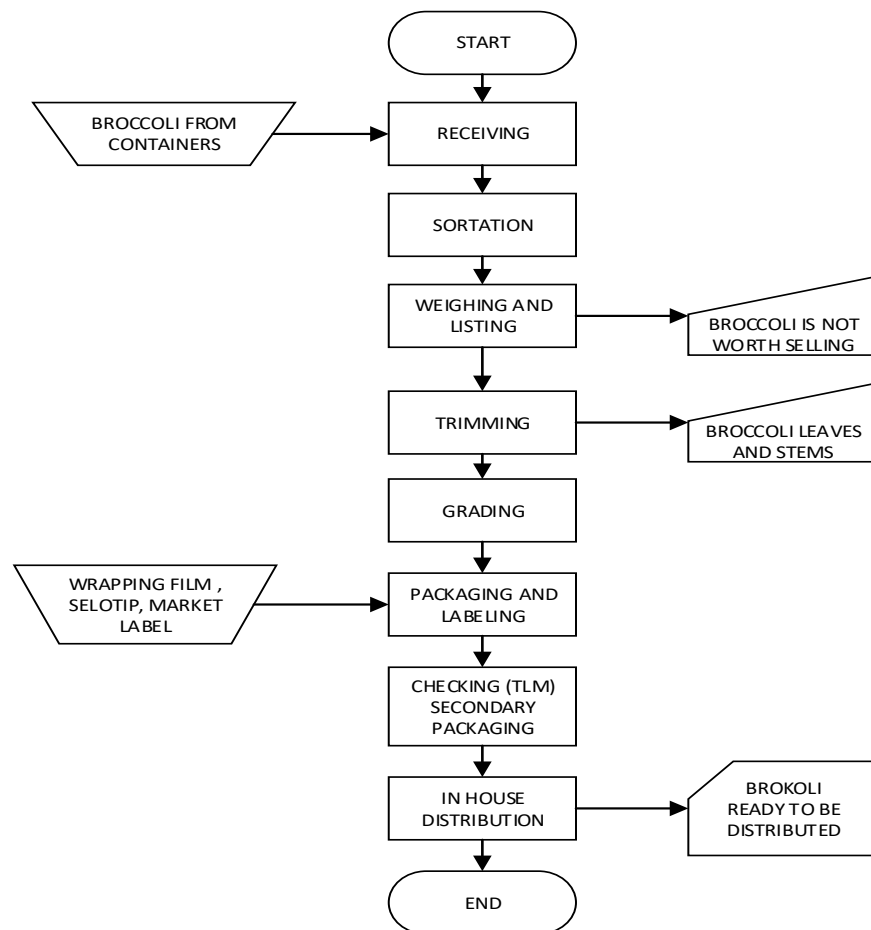 START
BROCCOLI FROM
CONTAINERS
RECEIVING
SORTATION
WEIGHING AND
LISTING
BROCCOLI IS NOT
WORTH SELLING
TRIMMING
BROCCOLI LEAVES
AND STEMS
GRADING
WRAPPING FILM ,
SELOTIP, MARKET
LABEL
PACKAGING AND
LABELING
CHECKING (TLM)
SECONDARY
PACKAGING
IN HOUSE
DISTRIBUTION
BROKOLI
READY TO BE
DISTRIBUTED
END